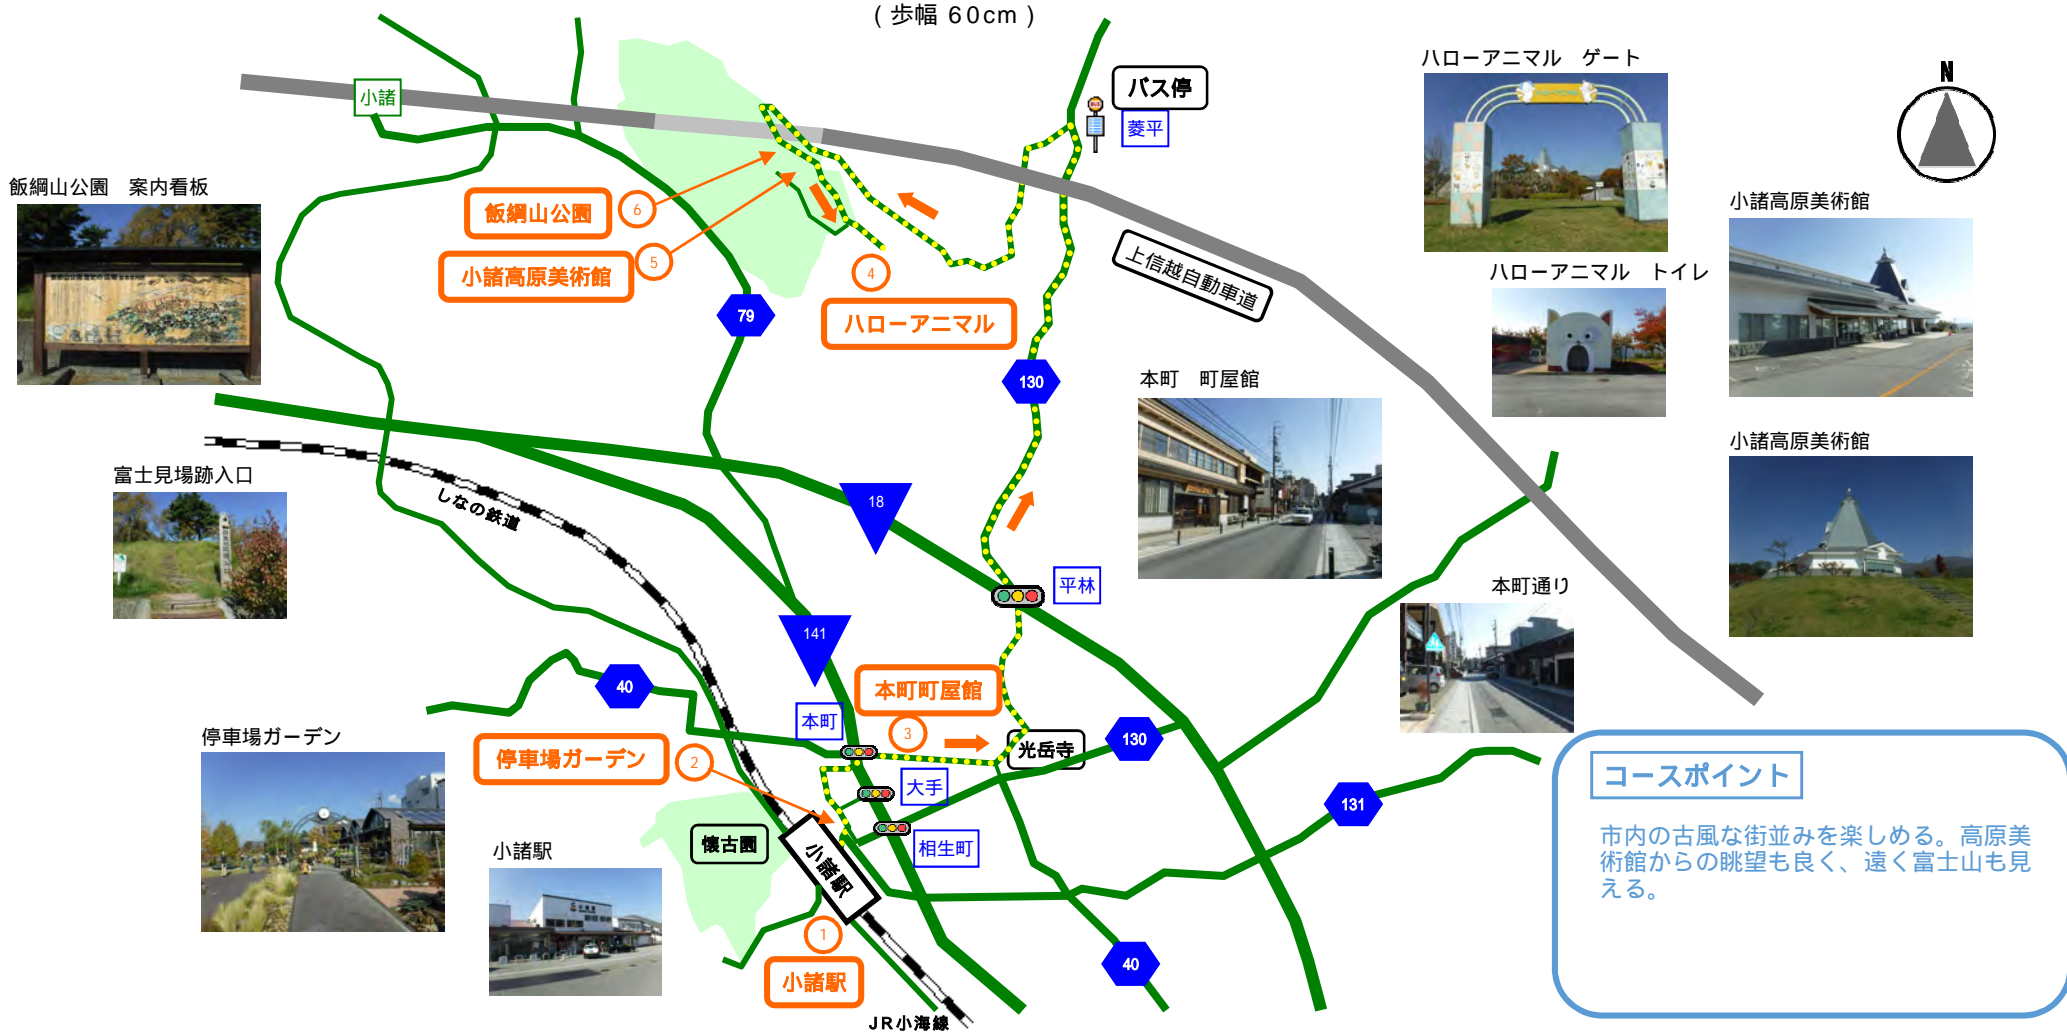 （歩幅 60cm）
ハローアニマル　ゲート
N
バス停
小諸
菱平
飯綱山公園　案内看板
小諸高原美術館
飯綱山公園
6
上信越自動車道
小諸高原美術館
5
4
ハローアニマル　トイレ
79
ハローアニマル
130
本町　町屋館
小諸高原美術館
富士見場跡入口
しなの鉄道
18
平林
本町通り
141
40
本町町屋館
本町
3
停車場ガーデン
停車場ガーデン
2
光岳寺
130
コースポイント
大手
131
市内の古風な街並みを楽しめる。高原美
術館からの眺望も良く、遠く富士山も見
える。
懐古園
小諸駅
相生町
小諸駅
1
小諸駅
40
JR小海線